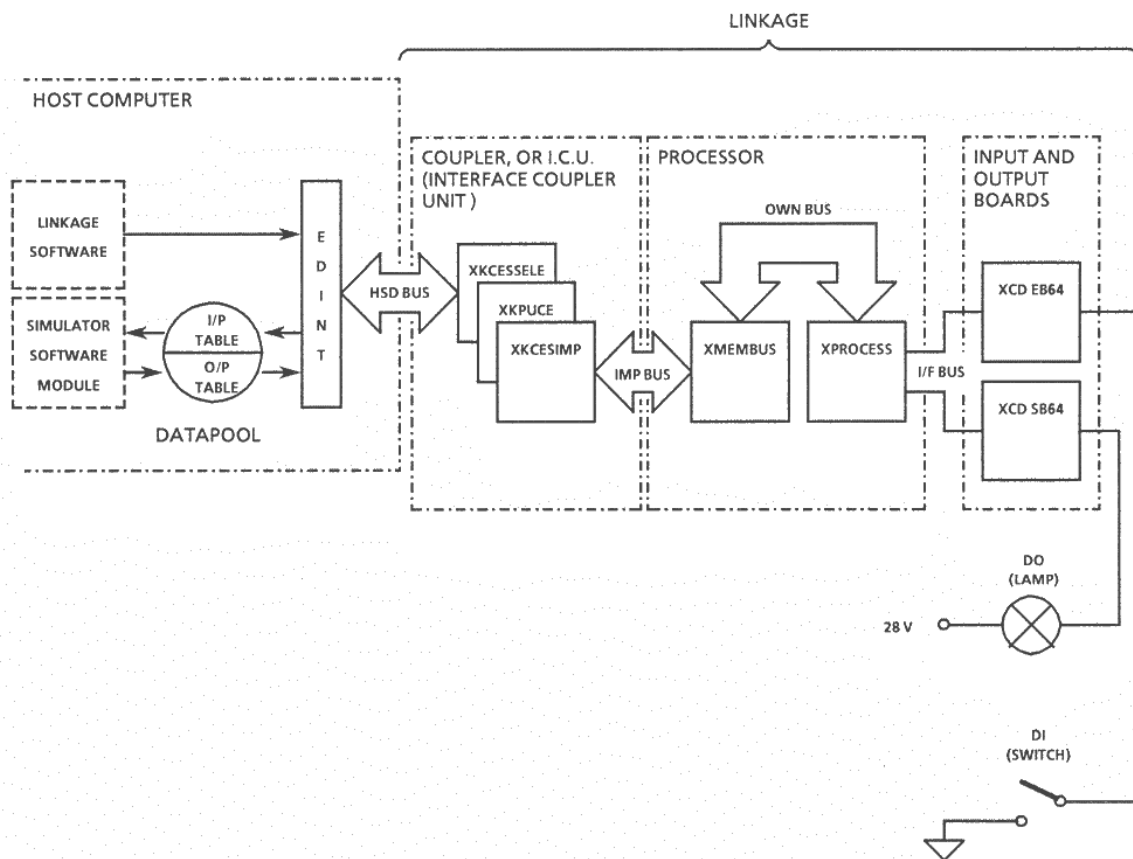 LINKAGE
HOST COMPUTER
COUPLER, OR I.C.U.
(INTERFACE COUPLER
UNIT )
PROCESSOR
INPUT AND
OUTPUT
BOARDS
LINKAGE
SOFTWARE
SIMULATOR
SOFTWARE
MODULE
I/P
TABLE
O/P
TABLE
DATAPOOL
E
D
I
N
T
HSD BUS
XKCESSELE
XKPUCE
XKCESIMP
IMP BUS
OWN BUS
XMEMBUS
XPROCESS
I/F BUS
XCD EB64
XCD SB64
DO
(LAMP)
28 V
DI
(SWITCH)